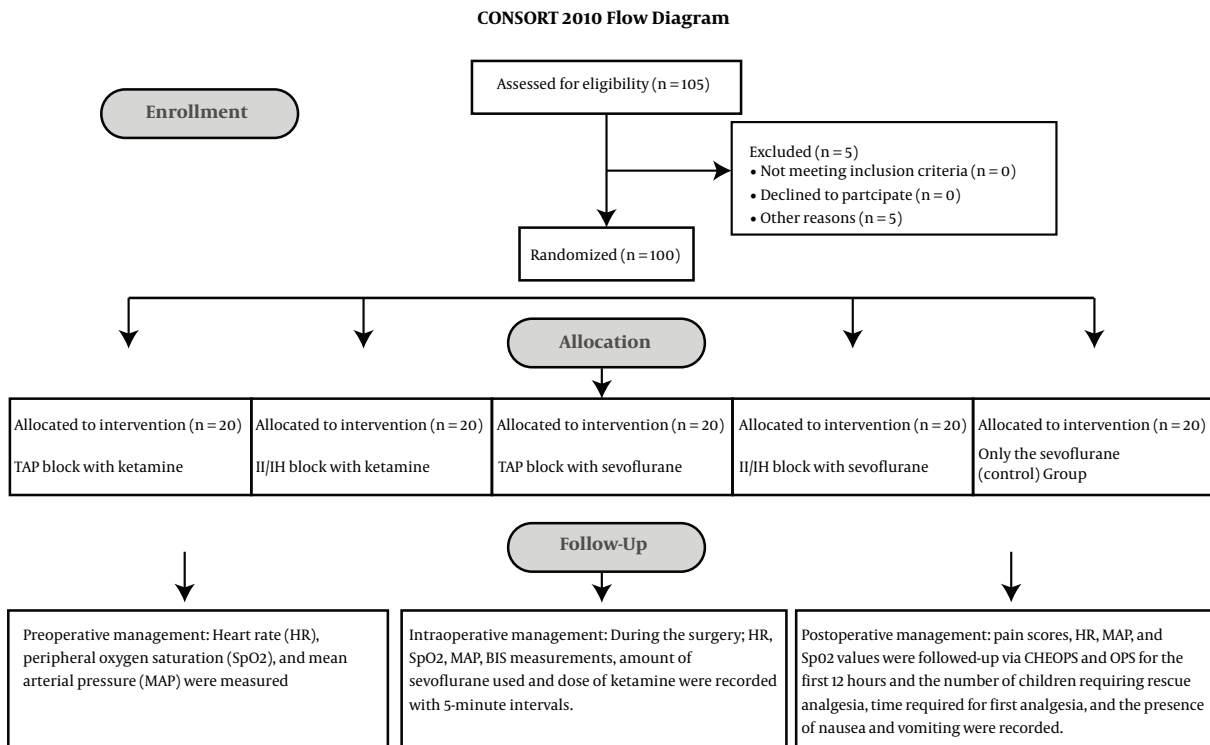 CONSORT 2010 Flow Diagram
Assessed for eligibility (n = 105)
Enrollment
Excluded (n = 5)
• Not meeting inclusion criteria (n = 0)
• Declined to partcipate (n = 0)
• Other reasons (n = 5)
Randomized (n = 100)
Allocation
Allocated to intervention (n = 20)
TAP block with ketamine
Allocated to intervention (n = 20)
II/IH block with ketamine
Allocated to intervention (n = 20)
TAP block with sevoflurane
Allocated to intervention (n = 20)
II/IH block with sevoflurane
Allocated to intervention (n = 20)
Only the sevoflurane
(control) Group
Follow-Up
Preoperative management: Heart rate (HR),
peripheral oxygen saturation (SpO2), and mean
arterial pressure (MAP) were measured
Intraoperative management: During the surgery; HR,
SpO2, MAP, BIS measurements, amount of
sevoflurane used and dose of ketamine were recorded
with 5-minute intervals.
Postoperative management: pain scores, HR, MAP, and
Sp02 values were followed-up via CHEOPS and OPS for the
first 12 hours and the number of children requiring rescue
analgesia, time required for first analgesia, and the presence
of nausea and vomiting were recorded.